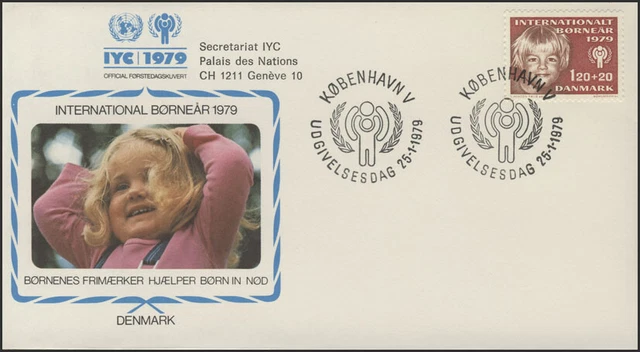 IYC 1979
OFFICIAL FØRSTEDAGSKUVERT
Secretariat IYC
Palais des Nations
CH 1211 Genève 10
INTERNATIONAL BØRNEÅR 1979
BØRNENES FRIMÆRKER HJÆLPER BØRN IN NØD
DENMARK
KØBENHAVN V
UDGIVELSESDAG 25-1-1979
KØBENHAVN V
UDGIVELSESDAG 25-1-1979
INTERNATIONALT
BØRNEÅR
1979
1.20+20
DANMARK